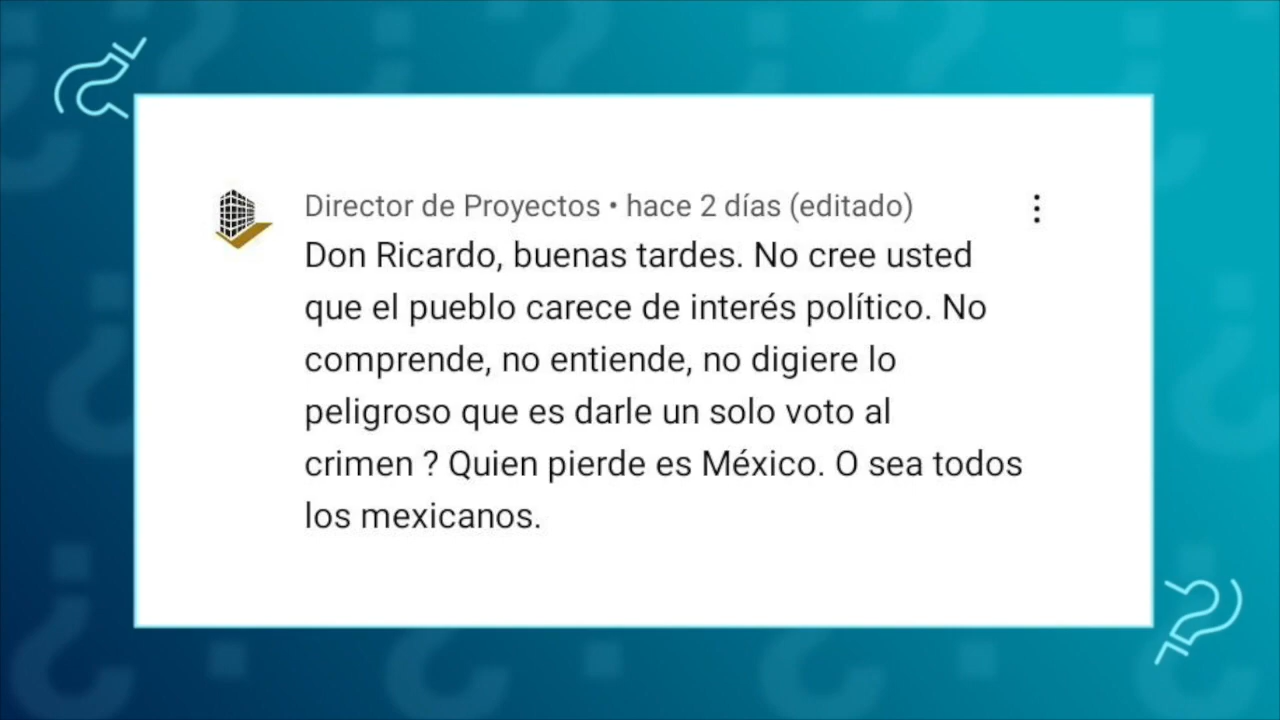 Director de Proyectos • hace 2 días (editado)
Don Ricardo, buenas tardes. No cree usted
que el pueblo carece de interés político. No
comprende, no entiende, no digiere lo
peligroso que es darle un solo voto al
crimen ? Quien pierde es México. O sea todos
los mexicanos.